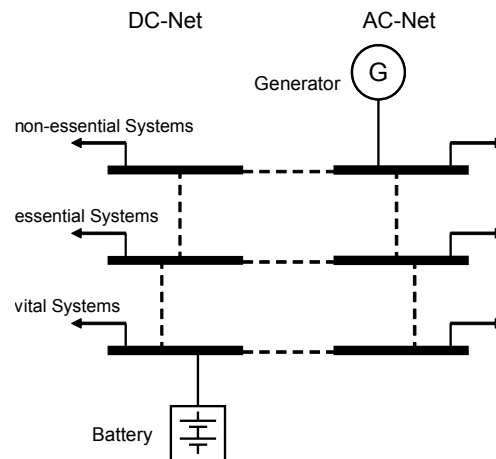 DC-Net
AC-Net
Generator
G
non-essential Systems
essential Systems
vital Systems
Battery